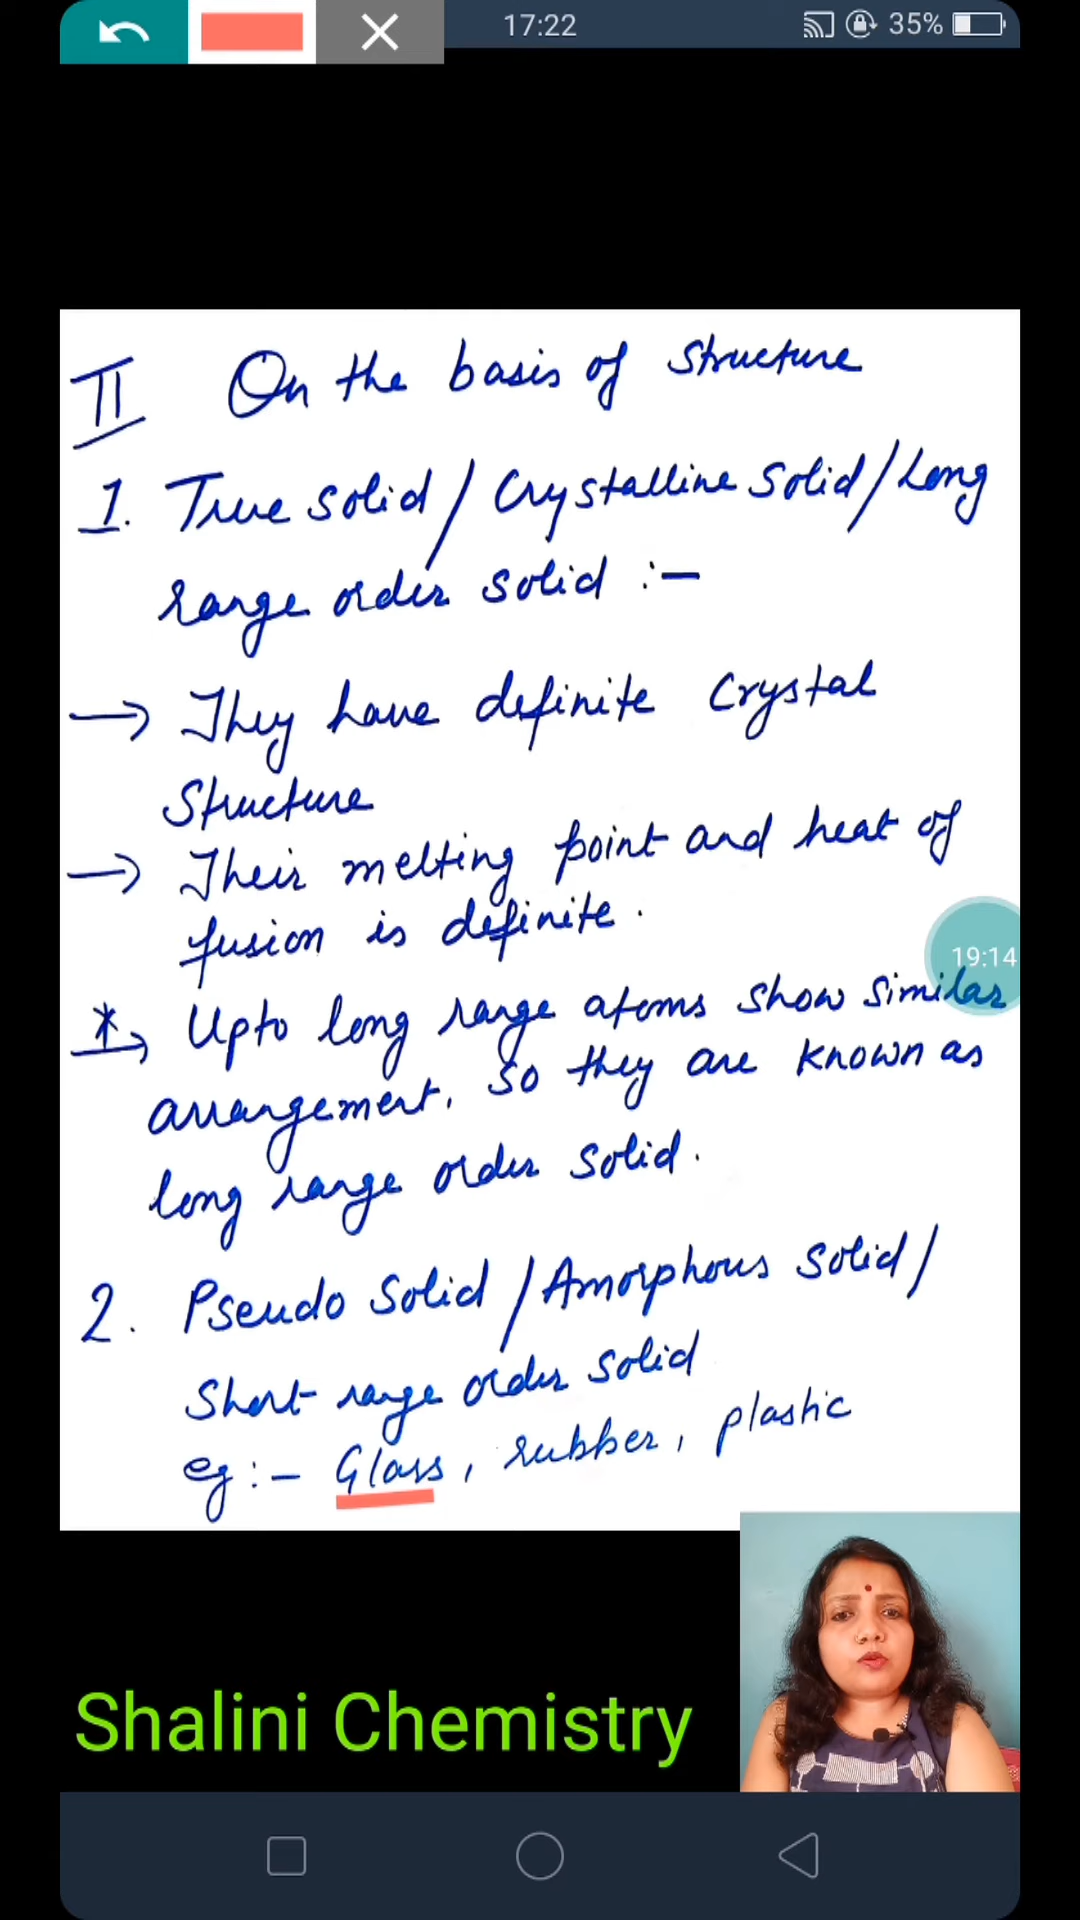 17:22
35%
II On the basis of Structure
1. True solid / Crystalline Solid / Long
range order solid :-
→ They have definite Crystal
Structure
→ Their melting point and heat of
fusion is definite.
19:14
*→ Upto long range atoms show similar
arrangement. So they are known as
long range order solid.
2. Pseudo Solid / Amorphous Solid /
Short range order solid
eg :- Glass, rubber, plastic
Shalini Chemistry